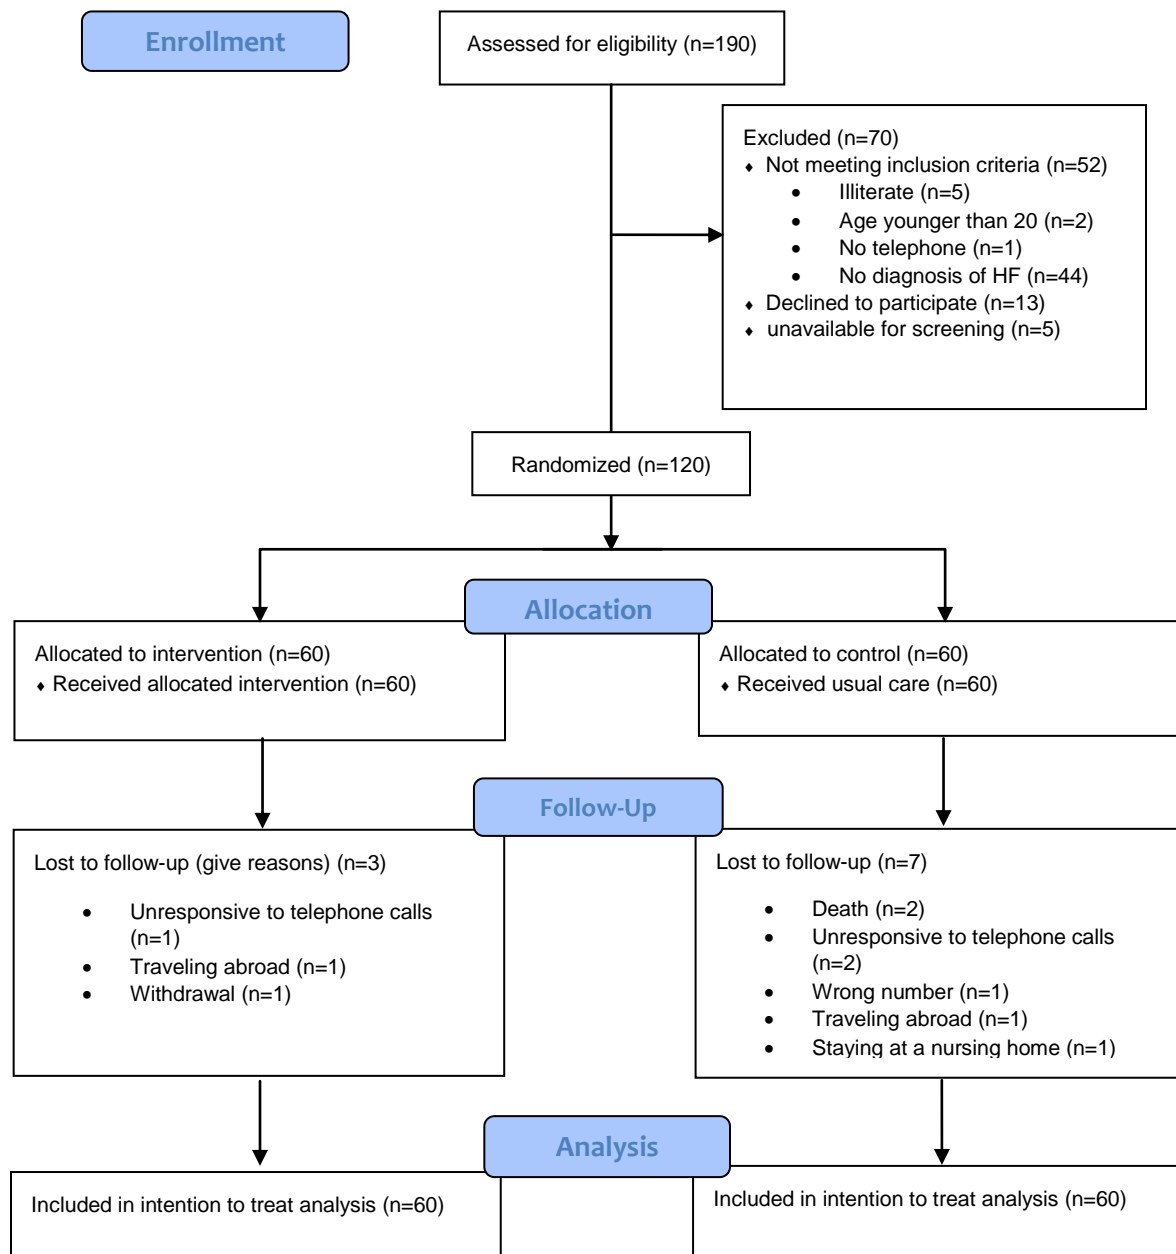 Enrollment
Assessed for eligibility (n=190)
Excluded (n=70)
♦ Not meeting inclusion criteria (n=52)
• Illiterate (n=5)
• Age younger than 20 (n=2)
• No telephone (n=1)
• No diagnosis of HF (n=44)
♦ Declined to participate (n=13)
♦ unavailable for screening (n=5)
Randomized (n=120)
Allocation
Allocated to intervention (n=60)
♦ Received allocated intervention (n=60)
Allocated to control (n=60)
♦ Received usual care (n=60)
Follow-Up
Lost to follow-up (give reasons) (n=3)
• Unresponsive to telephone calls
(n=1)
• Traveling abroad (n=1)
• Withdrawal (n=1)
Lost to follow-up (n=7)
• Death (n=2)
• Unresponsive to telephone calls
(n=2)
• Wrong number (n=1)
• Traveling abroad (n=1)
• Staying at a nursing home (n=1)
Analysis
Included in intention to treat analysis (n=60)
Included in intention to treat analysis (n=60)